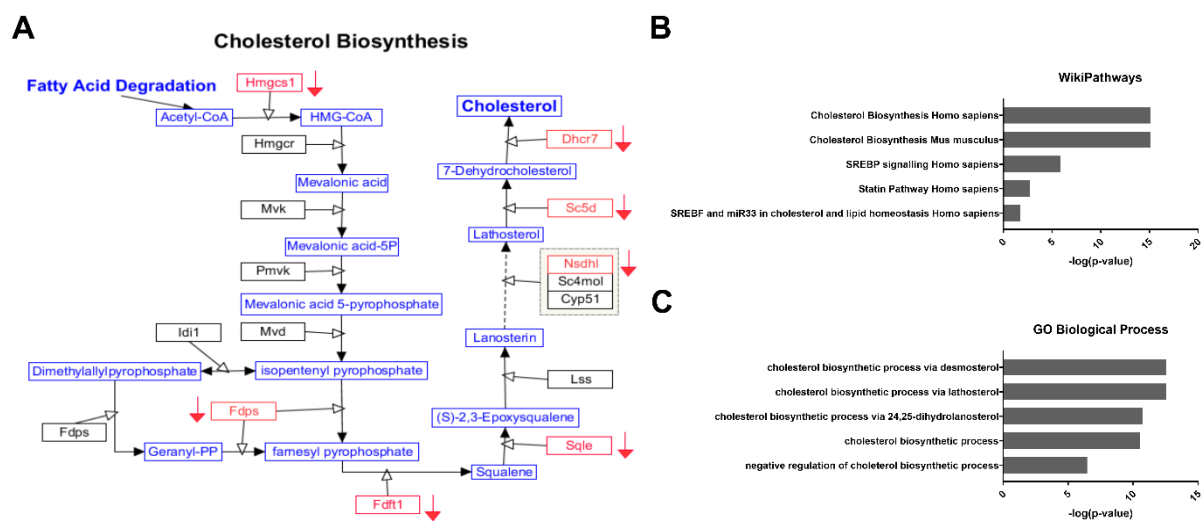 A
Cholesterol Biosynthesis
Fatty Acid Degradation
Hmgcs1
Acetyl-CoA
HMG-CoA
Hmgcr
Mevalonic acid
Mvk
Mevalonic acid-5P
Pmvk
Mevalonic acid 5-pyrophosphate
Idi1
Mvd
Dimethylallylpyrophosphate
isopentenyl pyrophosphate
Fdps
Fdps
Geranyl-PP
farnesyl pyrophosphate
Fdft1
Cholesterol
Dhcr7
7-Dehydrocholesterol
Sc5d
Lathosterol
Nsdhl
Sc4mol
Cyp51
Lanosterin
Lss
(S)-2,3-Epoxysqualene
Sqle
Squalene
B
WikiPathways
Cholesterol Biosynthesis Homo sapiens
Cholesterol Biosynthesis Mus musculus
SREBP signalling Homo sapiens
Statin Pathway Homo sapiens
SREBF and miR33 in cholesterol and lipid homeostasis Homo sapiens
0 5 10 15 20
-log(p-value)
C
GO Biological Process
cholesterol biosynthetic process via desmosterol
cholesterol biosynthetic process via lathosterol
cholesterol biosynthetic process via 24,25-dihydrolanosterol
cholesterol biosynthetic process
negative regulation of choleterol biosynthetic process
0 5 10 15
-log(p-value)